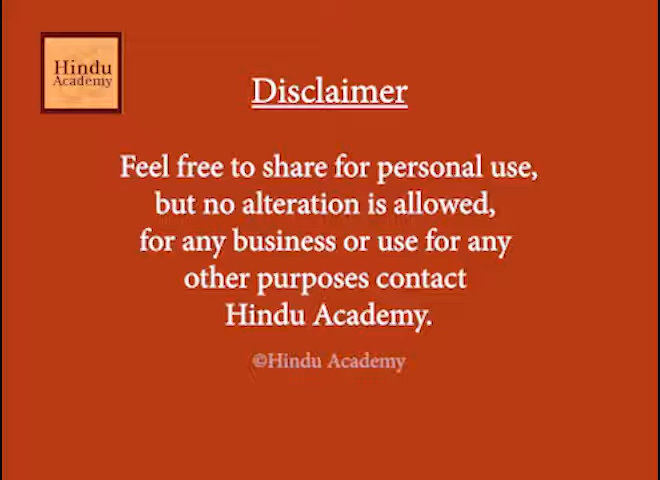 Hindu
Academy
Disclaimer
Feel free to share for personal use,
but no alteration is allowed,
for any business or use for any
other purposes contact
Hindu Academy.
©Hindu Academy